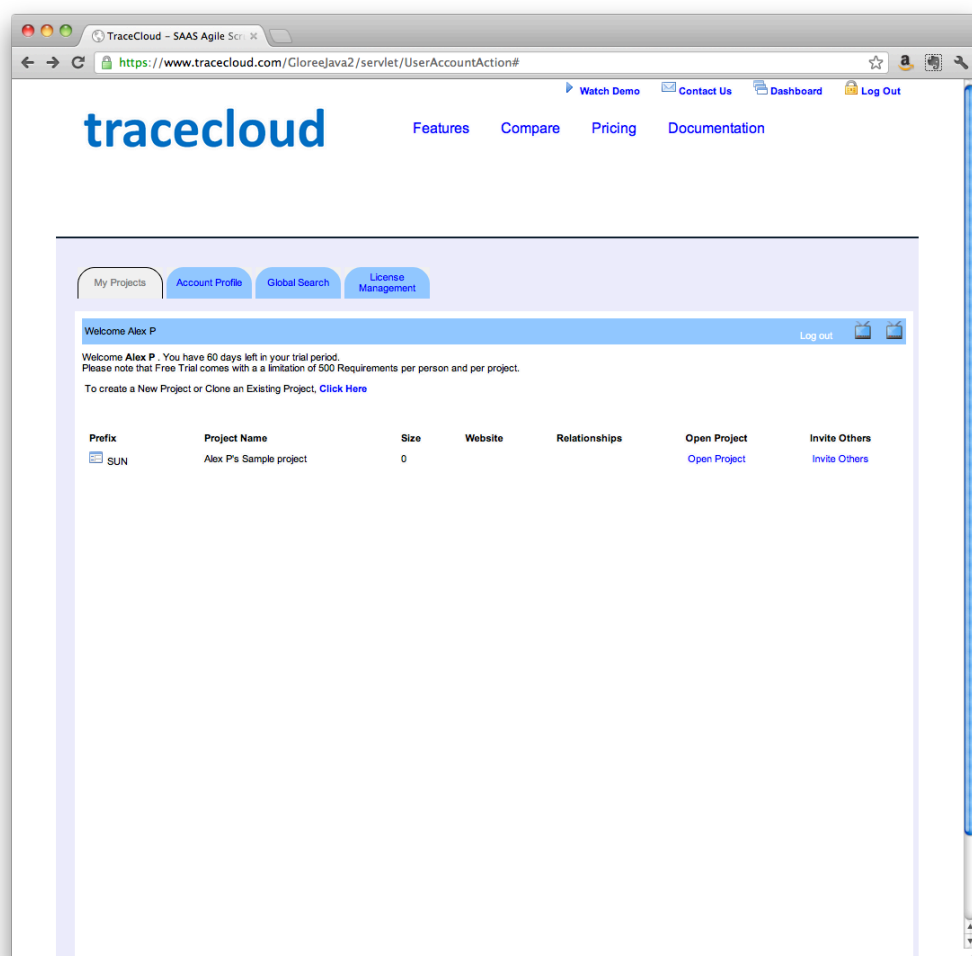 TraceCloud – SAAS Agile Scr
https://www.tracecloud.com/GloreeJava2/servlet/UserAccountAction#
Watch Demo Contact Us Dashboard Log Out
tracecloud
Features Compare Pricing Documentation
My Projects Account Profile Global Search License Management
Welcome Alex P
Log out
Welcome Alex P . You have 60 days left in your trial period.
Please note that Free Trial comes with a a limitation of 500 Requirements per person and per project.
To create a New Project or Clone an Existing Project, Click Here
Prefix Project Name Size Website Relationships Open Project Invite Others
SUN Alex P's Sample project 0 Open Project Invite Others